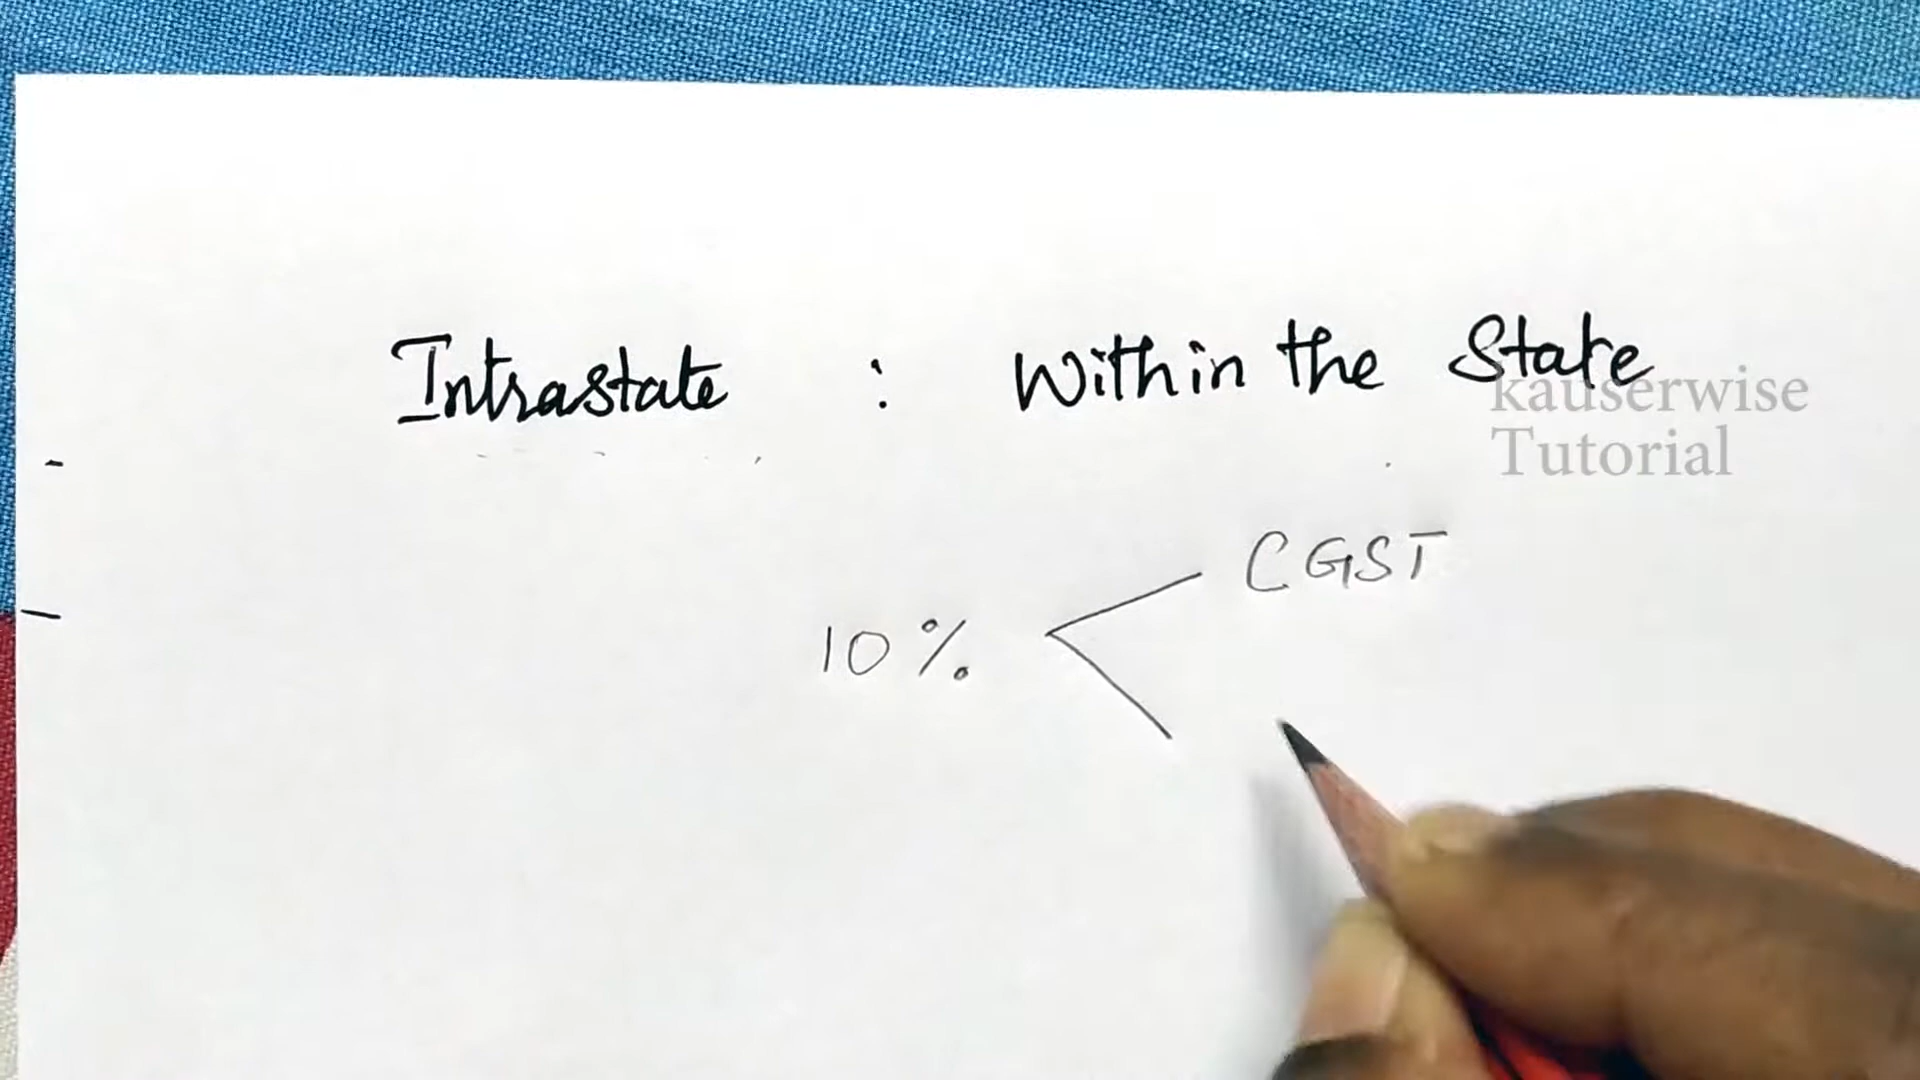 Intrastate : Within the State
kauserwise
Tutorial
CGST
10%